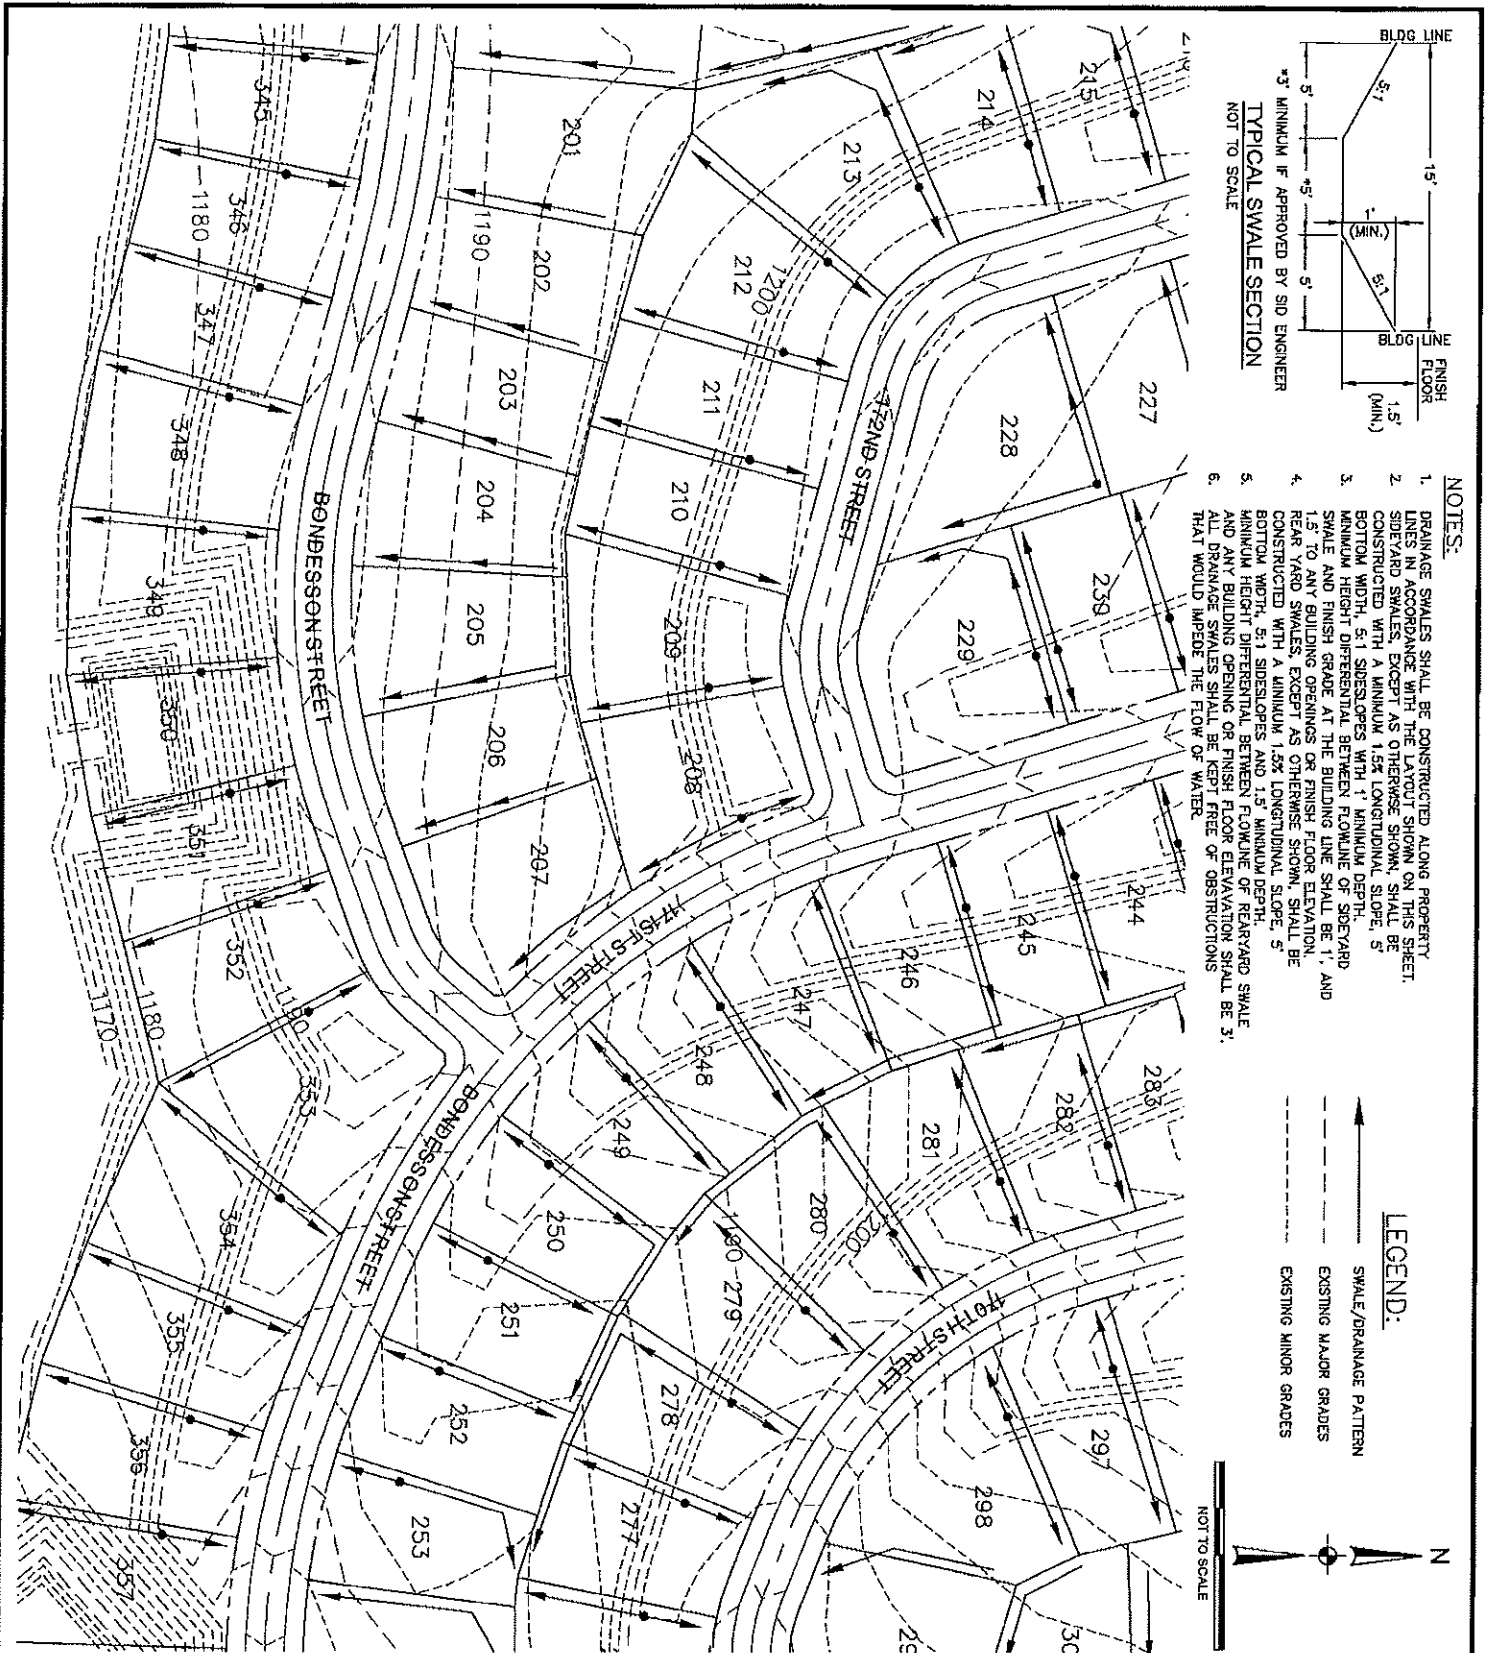 BLDG LINE
5:1
15'
5'
*5'
1'
(MIN.)
5:1
5'
BLDG LINE
FINISH
FLOOR
1.5'
(MIN.)
*3' MINIMUM IF APPROVED BY SID ENGINEER
TYPICAL SWALE SECTION
NOT TO SCALE
NOTES:
1. DRAINAGE SWALES SHALL BE CONSTRUCTED ALONG PROPERTY
LINES IN ACCORDANCE WITH THE LAYOUT SHOWN ON THIS SHEET.
2. SIDEYARD SWALES, EXCEPT AS OTHERWISE SHOWN, SHALL BE
CONSTRUCTED WITH A MINIMUM 1.5% LONGITUDINAL SLOPE, 5'
BOTTOM WIDTH, 5:1 SIDESLOPES WITH 1' MINIMUM DEPTH.
3. MINIMUM HEIGHT DIFFERENTIAL BETWEEN FLOWLINE OF SIDEYARD
SWALE AND FINISH GRADE AT THE BUILDING LINE SHALL BE 1', AND
1.5' TO ANY BUILDING OPENINGS OR FINISH FLOOR ELEVATION.
4. REAR YARD SWALES, EXCEPT AS OTHERWISE SHOWN, SHALL BE
CONSTRUCTED WITH A MINIMUM 1.5% LONGITUDINAL SLOPE, 5'
BOTTOM WIDTH, 5:1 SIDESLOPES AND 1.5' MINIMUM DEPTH.
5. MINIMUM HEIGHT DIFFERENTIAL BETWEEN FLOWLINE OF REARYARD SWALE
AND ANY BUILDING OPENING OR FINISH FLOOR ELEVAVATION SHALL BE 3'.
6. ALL DRAINAGE SWALES SHALL BE KEPT FREE OF OBSTRUCTIONS
THAT WOULD IMPEDE THE FLOW OF WATER.
LEGEND:
SWALE/DRAINAGE PATTERN
EXISTING MAJOR GRADES
EXISTING MINOR GRADES
N
NOT TO SCALE
215
214
213
212
1200
211
210
209
208
227
228
230
229
172ND STREET
244
245
246
247
248
249
250
251
252
253
283
282
281
280
1190
279
278
277
1200
297
298
170TH STREET
171ST STREET
201
202
1190
203
204
205
206
207
BONDESSON STREET
BONDESSON STREET
BONDESSON STREET
345
346
1180
347
348
349
350
351
352
1190
353
1180
1170
354
355
356
357